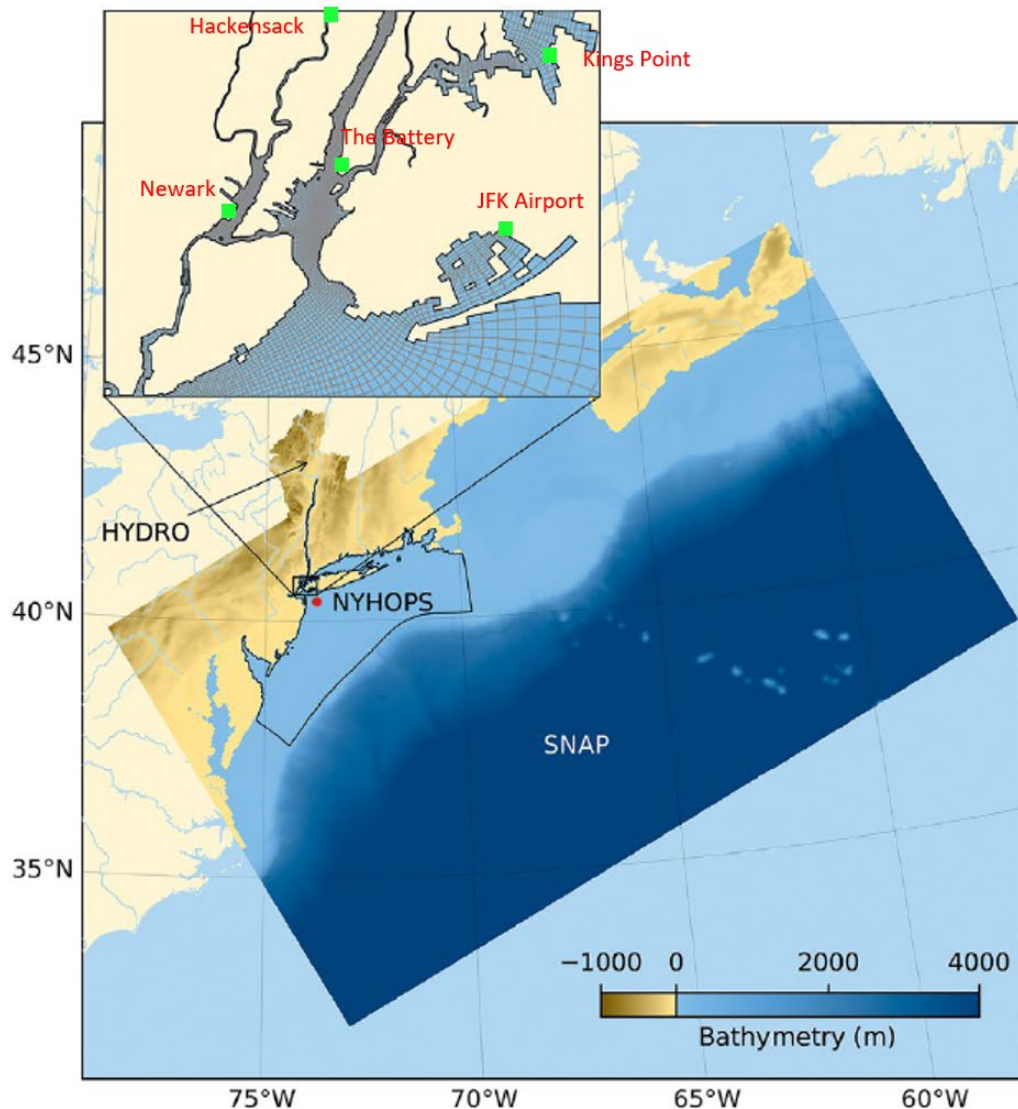 Hackensack
Kings Point
The Battery
Newark
JFK Airport
45°N
HYDRO
40°N
NYHOPS
SNAP
35°N
−1000 0 2000 4000
Bathymetry (m)
75°W 70°W 65°W 60°W